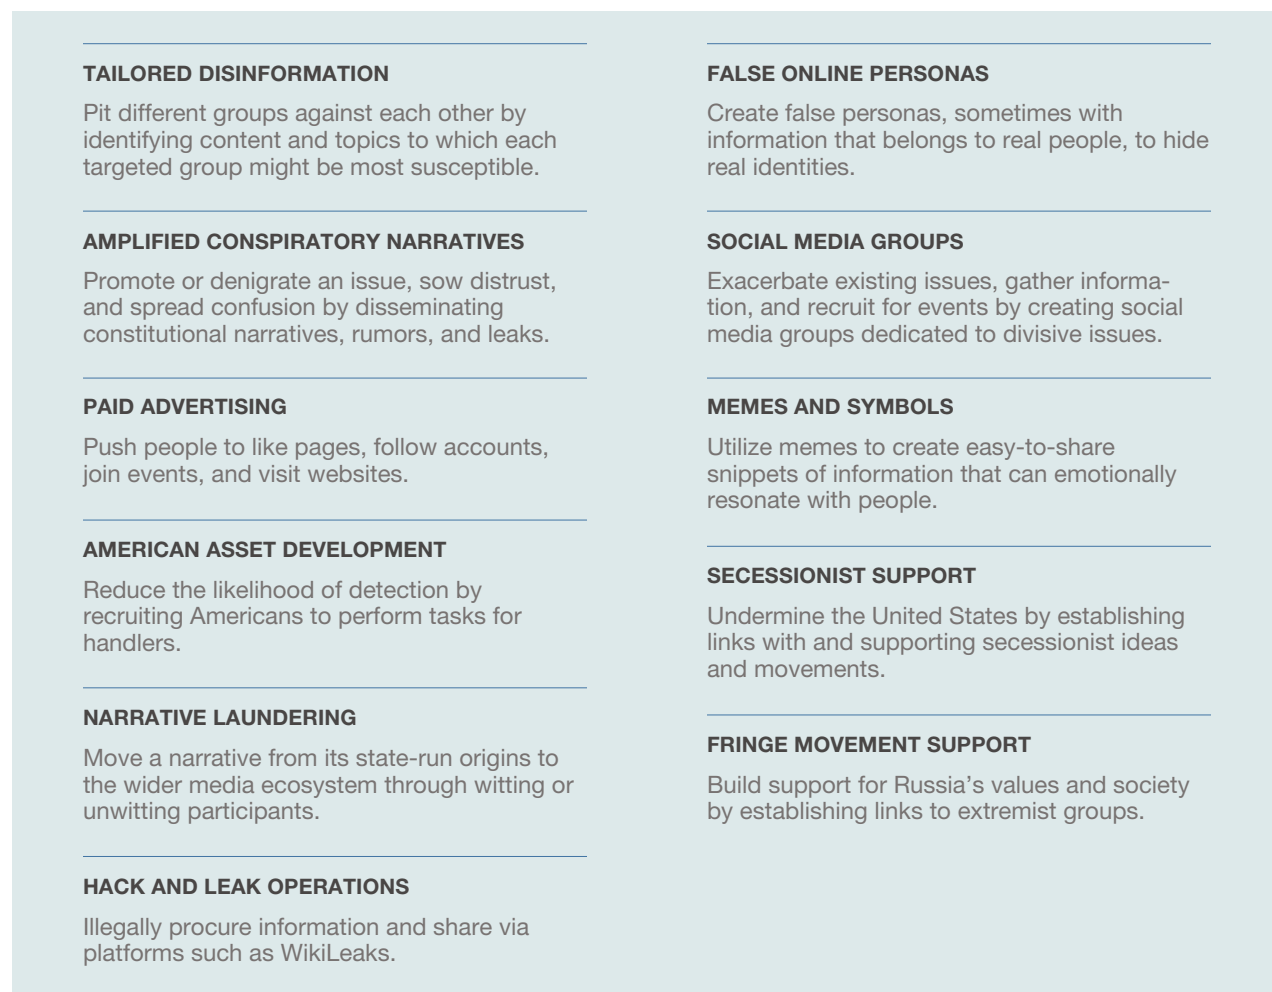 TAILORED DISINFORMATION
Pit different groups against each other by
identifying content and topics to which each
targeted group might be most susceptible.
AMPLIFIED CONSPIRATORY NARRATIVES
Promote or denigrate an issue, sow distrust,
and spread confusion by disseminating
constitutional narratives, rumors, and leaks.
PAID ADVERTISING
Push people to like pages, follow accounts,
join events, and visit websites.
AMERICAN ASSET DEVELOPMENT
Reduce the likelihood of detection by
recruiting Americans to perform tasks for
handlers.
NARRATIVE LAUNDERING
Move a narrative from its state-run origins to
the wider media ecosystem through witting or
unwitting participants.
HACK AND LEAK OPERATIONS
Illegally procure information and share via
platforms such as WikiLeaks.
FALSE ONLINE PERSONAS
Create false personas, sometimes with
information that belongs to real people, to hide
real identities.
SOCIAL MEDIA GROUPS
Exacerbate existing issues, gather informa-
tion, and recruit for events by creating social
media groups dedicated to divisive issues.
MEMES AND SYMBOLS
Utilize memes to create easy-to-share
snippets of information that can emotionally
resonate with people.
SECESSIONIST SUPPORT
Undermine the United States by establishing
links with and supporting secessionist ideas
and movements.
FRINGE MOVEMENT SUPPORT
Build support for Russia’s values and society
by establishing links to extremist groups.